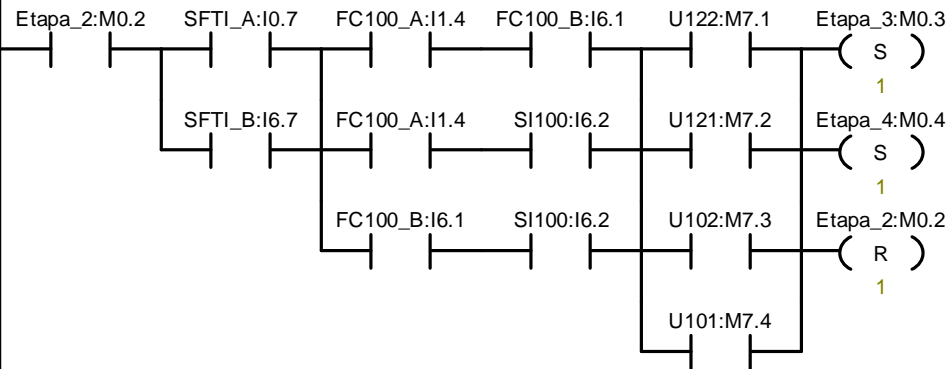 Etapa_2:M0.2 SFTI_A:I0.7 FC100_A:I1.4 FC100_B:I6.1 U122:M7.1 Etapa_3:M0.3
S
1
SFTI_B:I6.7 FC100_A:I1.4 SI100:I6.2 U121:M7.2 Etapa_4:M0.4
S
1
FC100_B:I6.1 SI100:I6.2 U102:M7.3 Etapa_2:M0.2
R
1
U101:M7.4